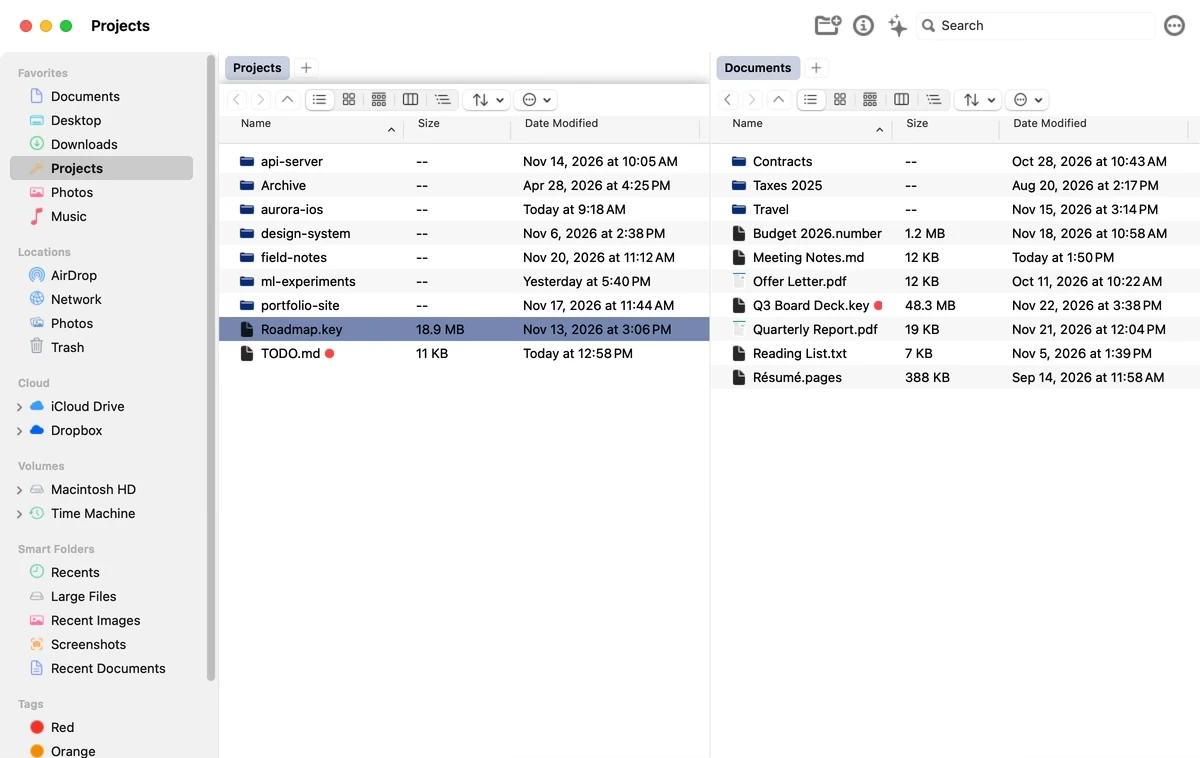 Projects
Search
Favorites
Documents
Desktop
Downloads
Projects
Photos
Music
Locations
AirDrop
Network
Photos
Trash
Cloud
iCloud Drive
Dropbox
Volumes
Macintosh HD
Time Machine
Smart Folders
Recents
Large Files
Recent Images
Screenshots
Recent Documents
Tags
Red
Orange
Projects
Name Size Date Modified
api-server -- Nov 14, 2026 at 10:05 AM
Archive -- Apr 28, 2026 at 4:25 PM
aurora-ios -- Today at 9:18 AM
design-system -- Nov 6, 2026 at 2:38 PM
field-notes -- Nov 20, 2026 at 11:12 AM
ml-experiments -- Yesterday at 5:40 PM
portfolio-site -- Nov 17, 2026 at 11:44 AM
Roadmap.key 18.9 MB Nov 13, 2026 at 3:06 PM
TODO.md 11 KB Today at 12:58 PM
Documents
Name Size Date Modified
Contracts -- Oct 28, 2026 at 10:43 AM
Taxes 2025 -- Aug 20, 2026 at 2:17 PM
Travel -- Nov 15, 2026 at 3:14 PM
Budget 2026.number 1.2 MB Nov 18, 2026 at 10:58 AM
Meeting Notes.md 12 KB Today at 1:50 PM
Offer Letter.pdf 12 KB Oct 11, 2026 at 10:22 AM
Q3 Board Deck.key 48.3 MB Nov 22, 2026 at 3:38 PM
Quarterly Report.pdf 19 KB Nov 21, 2026 at 12:04 PM
Reading List.txt 7 KB Nov 5, 2026 at 1:39 PM
Résumé.pages 388 KB Sep 14, 2026 at 11:58 AM